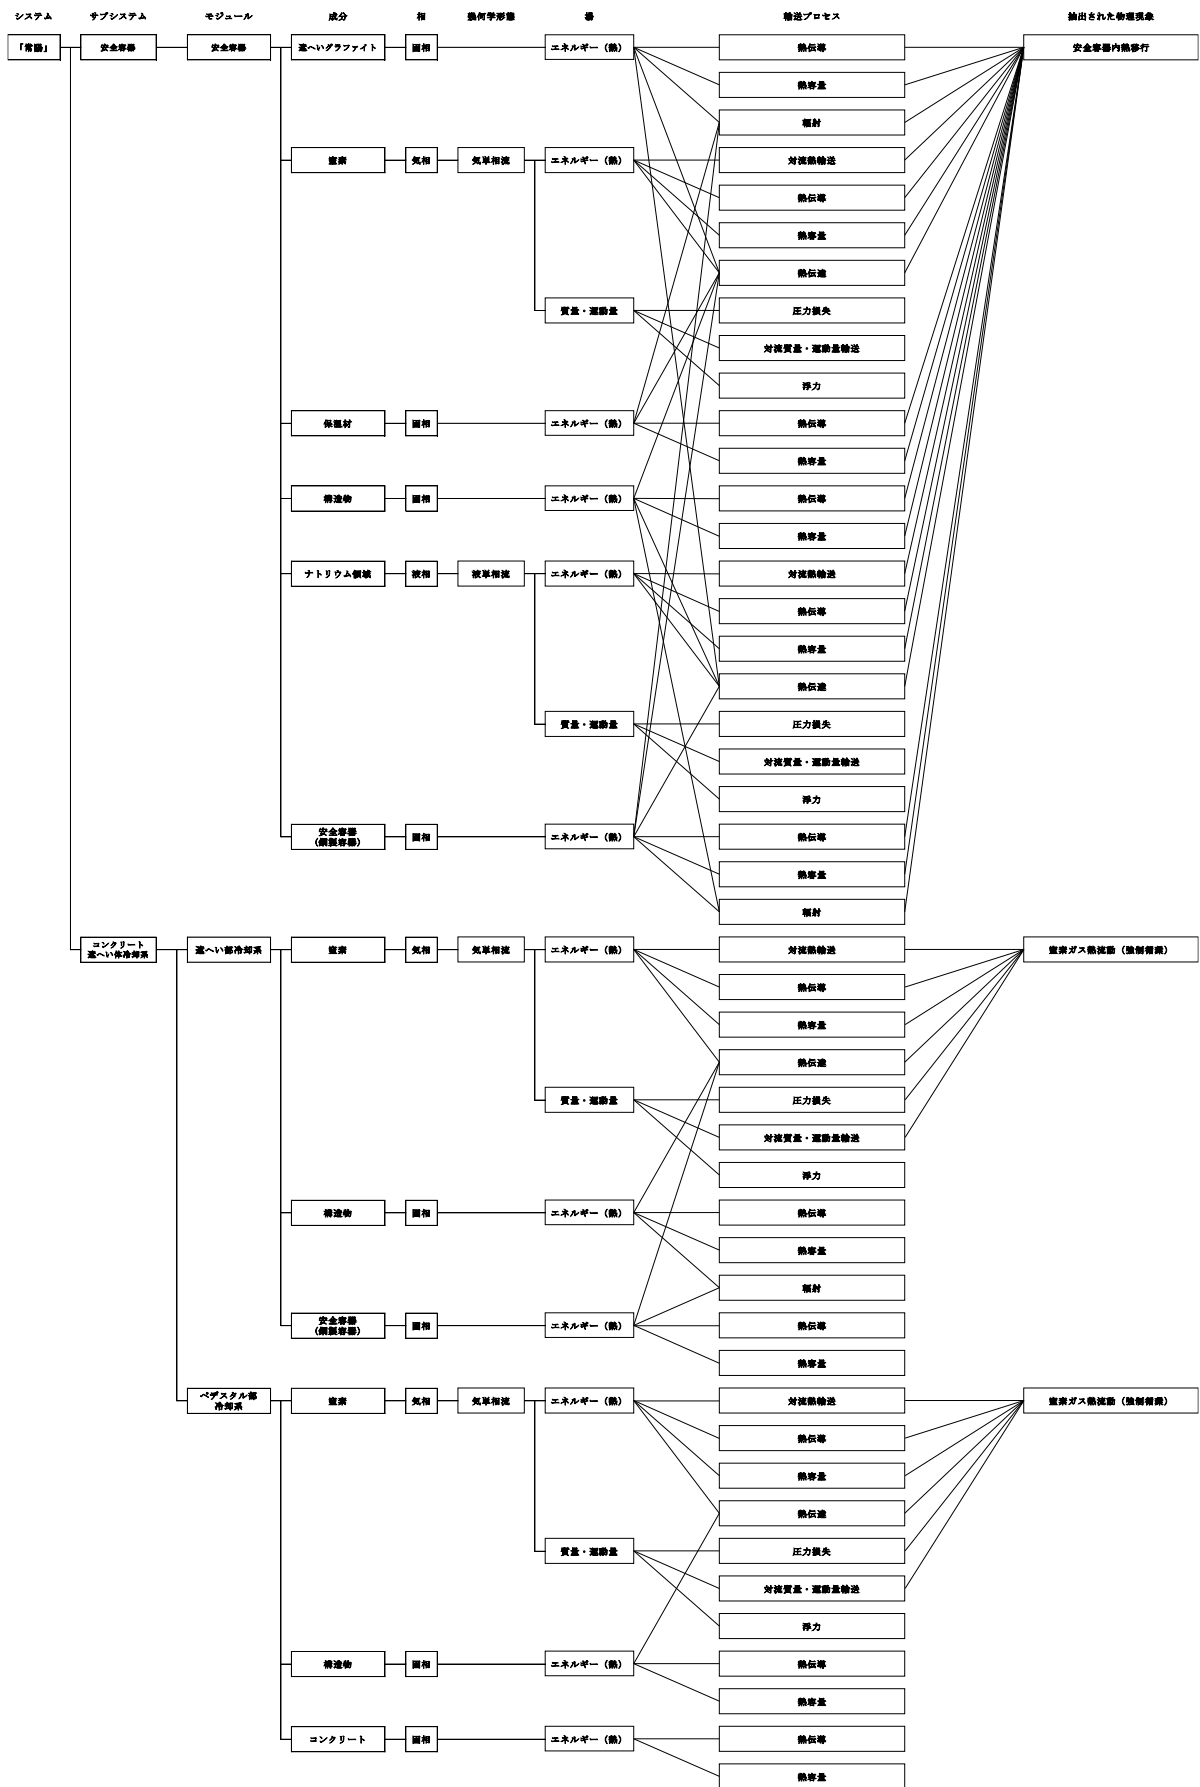 システム サブシステム モジュール 成分 相 幾何学形態 場 輸送プロセス 抽出された物理現象
「常陽」 安全容器 安全容器 遮へいグラファイト 固相 エネルギー（熱） 熱伝導 安全容器内熱移行
熱容量
輻射
窒素 気相 気単相流 エネルギー（熱） 対流熱輸送
熱伝導
熱容量
熱伝達
質量・運動量 圧力損失
対流質量・運動量輸送
浮力
保温材 固相 エネルギー（熱） 熱伝導
熱容量
構造物 固相 エネルギー（熱） 熱伝導
熱容量
ナトリウム領域 液相 液単相流 エネルギー（熱） 対流熱輸送
熱伝導
熱容量
熱伝達
質量・運動量 圧力損失
対流質量・運動量輸送
浮力
安全容器
（鋼製容器） 固相 エネルギー（熱） 熱伝導
熱容量
輻射
コンクリート
遮へい体冷却系 遮へい部冷却系 窒素 気相 気単相流 エネルギー（熱） 対流熱輸送 窒素ガス熱流動（強制循環）
熱伝導
熱容量
熱伝達
質量・運動量 圧力損失
対流質量・運動量輸送
浮力
構造物 固相 エネルギー（熱） 熱伝導
熱容量
輻射
安全容器
（鋼製容器） 固相 エネルギー（熱） 熱伝導
熱容量
ペデスタル部
冷却系 窒素 気相 気単相流 エネルギー（熱） 対流熱輸送 窒素ガス熱流動（強制循環）
熱伝導
熱容量
熱伝達
質量・運動量 圧力損失
対流質量・運動量輸送
浮力
構造物 固相 エネルギー（熱） 熱伝導
熱容量
コンクリート 固相 エネルギー（熱） 熱伝導
熱容量